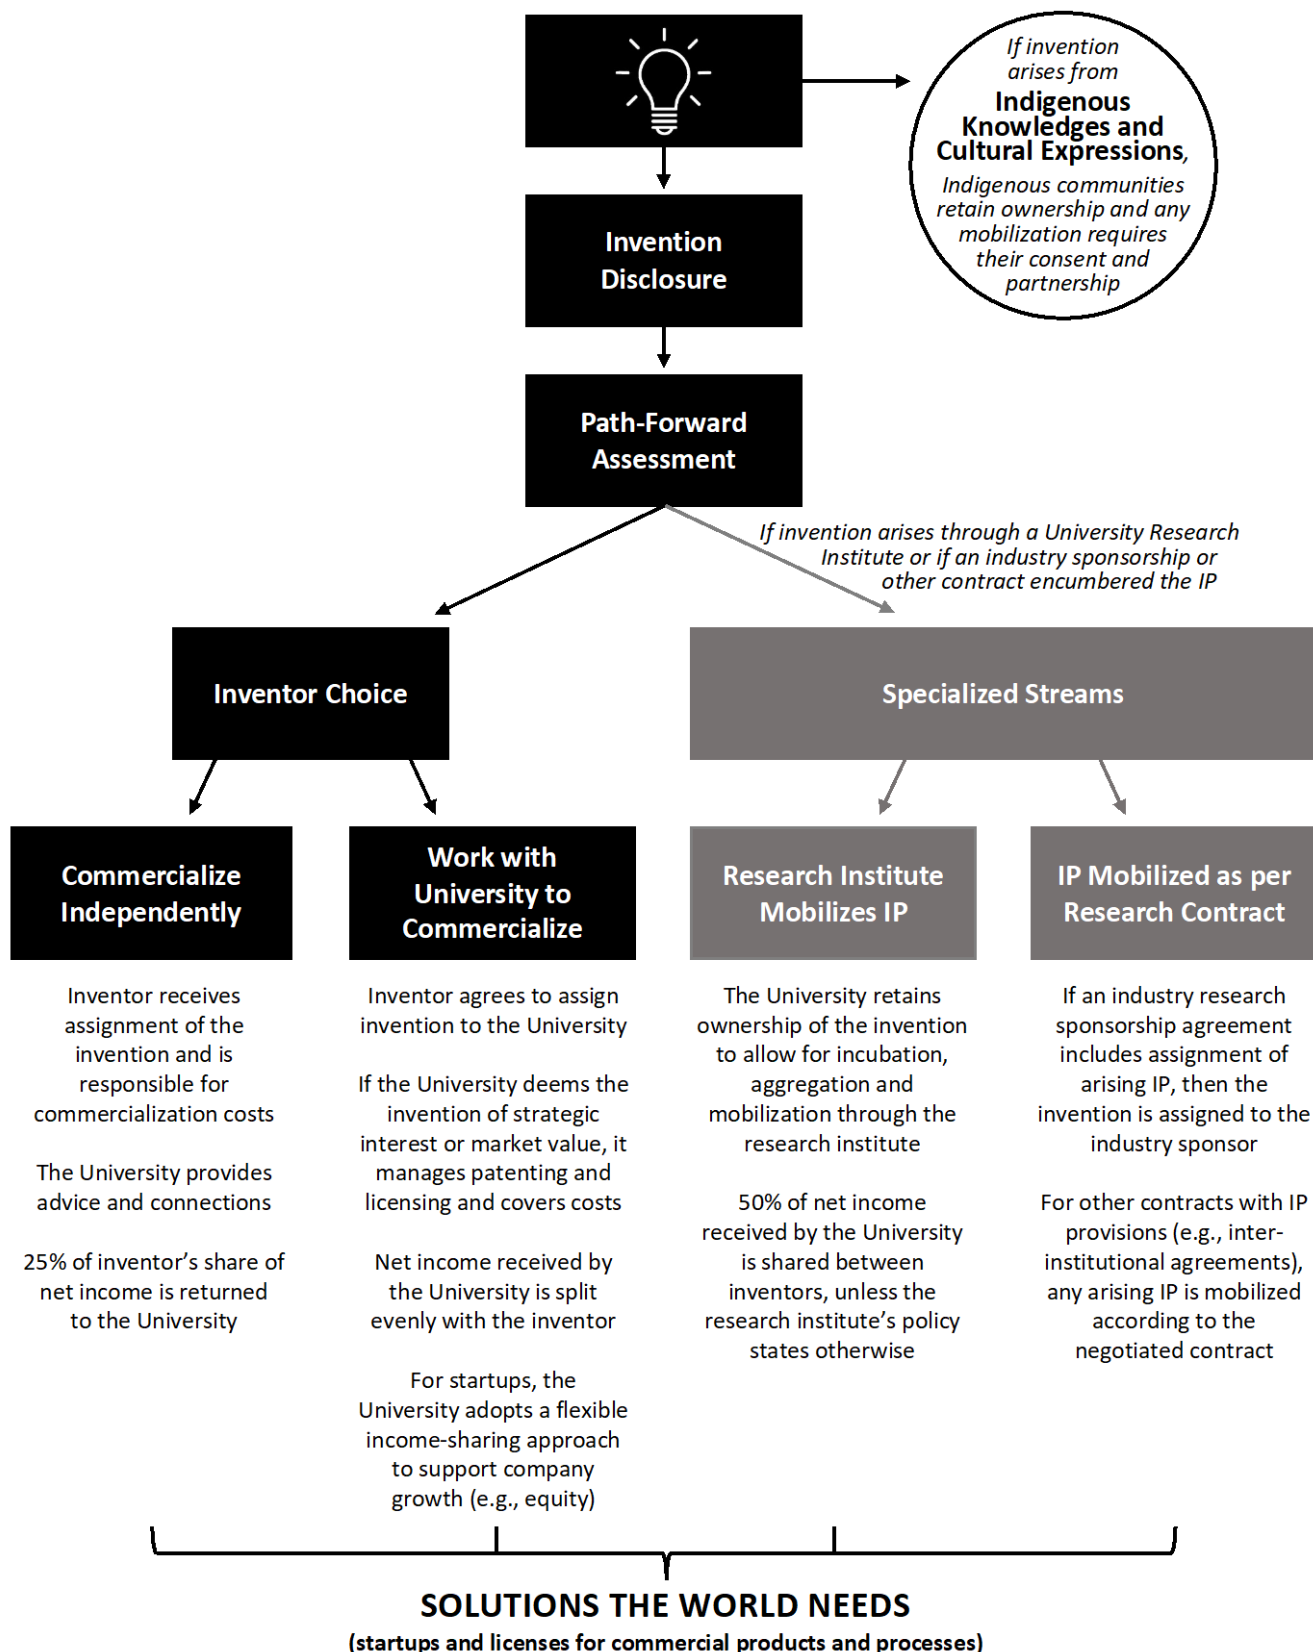 If invention
arises from
Indigenous
Knowledges and
Cultural Expressions,
Indigenous communities
retain ownership and any
mobilization requires
their consent and
partnership
Invention
Disclosure
Path-Forward
Assessment
If invention arises through a University Research
Institute or if an industry sponsorship or
other contract encumbered the IP
Inventor Choice
Specialized Streams
Commercialize
Independently
Inventor receives
assignment of the
invention and is
responsible for
commercialization costs
The University provides
advice and connections
25% of inventor’s share of
net income is returned
to the University
Work with
University to
Commercialize
Inventor agrees to assign
invention to the University
If the University deems the
invention of strategic
interest or market value, it
manages patenting and
licensing and covers costs
Net income received by
the University is split
evenly with the inventor
For startups, the
University adopts a flexible
income-sharing approach
to support company
growth (e.g., equity)
Research Institute
Mobilizes IP
The University retains
ownership of the invention
to allow for incubation,
aggregation and
mobilization through the
research institute
50% of net income
received by the University
is shared between
inventors, unless the
research institute’s policy
states otherwise
IP Mobilized as per
Research Contract
If an industry research
sponsorship agreement
includes assignment of
arising IP, then the
invention is assigned to the
industry sponsor
For other contracts with IP
provisions (e.g., inter-
institutional agreements),
any arising IP is mobilized
according to the
negotiated contract
SOLUTIONS THE WORLD NEEDS
(startups and licenses for commercial products and processes)